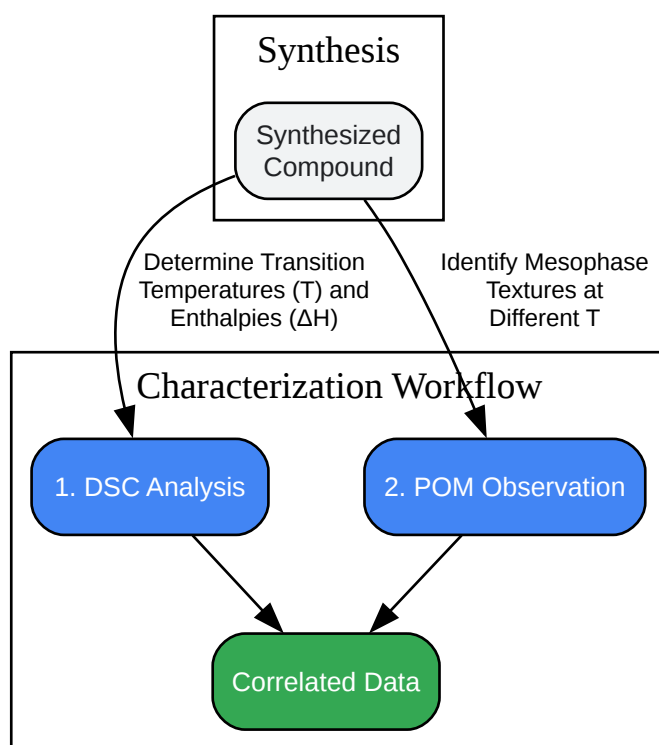 Synthesis
Synthesized
Compound
Determine Transition
Temperatures (T) and
Enthalpies (ΔH)
Identify Mesophase
Textures at
Different T
Characterization Workflow
1. DSC Analysis
2. POM Observation
Correlated Data